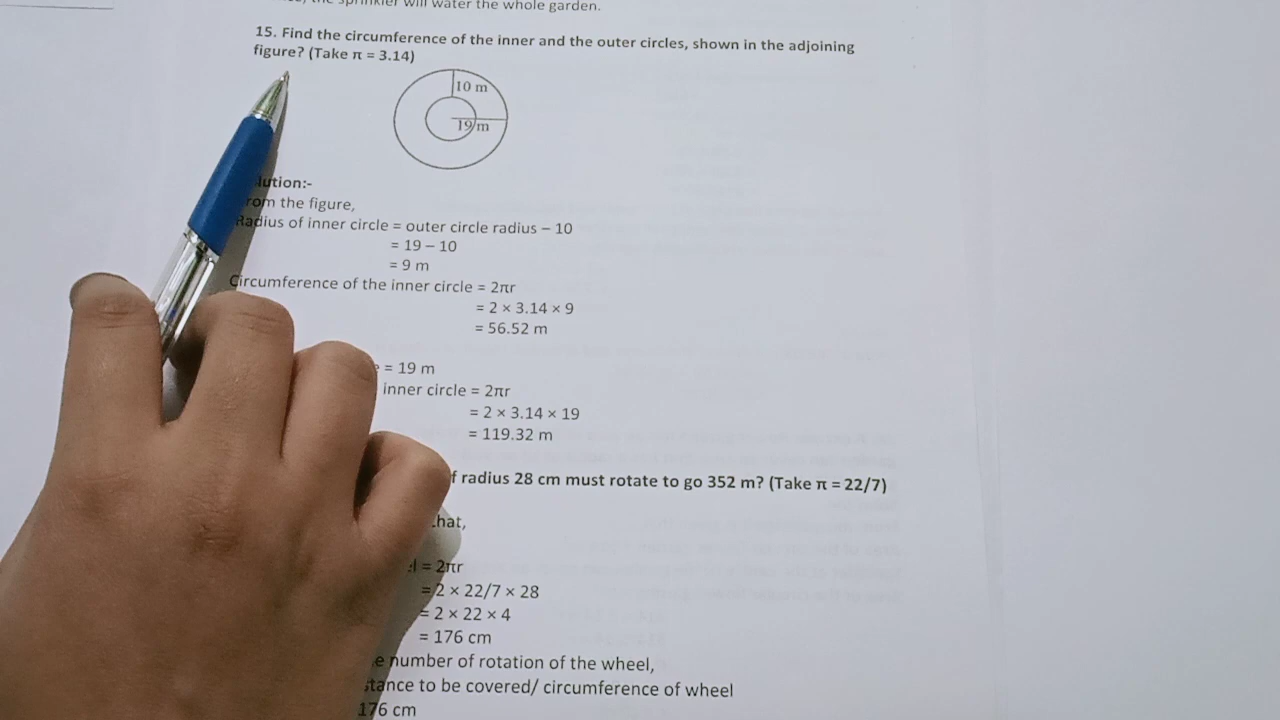 sprinkler will water the whole garden.
15. Find the circumference of the inner and the outer circles, shown in the adjoining
figure? (Take π = 3.14)
10 m
19 m
lution:-
rom the figure,
Radius of inner circle = outer circle radius – 10
= 19 – 10
= 9 m
Circumference of the inner circle = 2πr
= 2 × 3.14 × 9
= 56.52 m
= 19 m
inner circle = 2πr
= 2 × 3.14 × 19
= 119.32 m
f radius 28 cm must rotate to go 352 m? (Take π = 22/7)
hat,
l = 2πr
= 2 × 22/7 × 28
= 2 × 22 × 4
= 176 cm
e number of rotation of the wheel,
stance to be covered/ circumference of wheel
176 cm